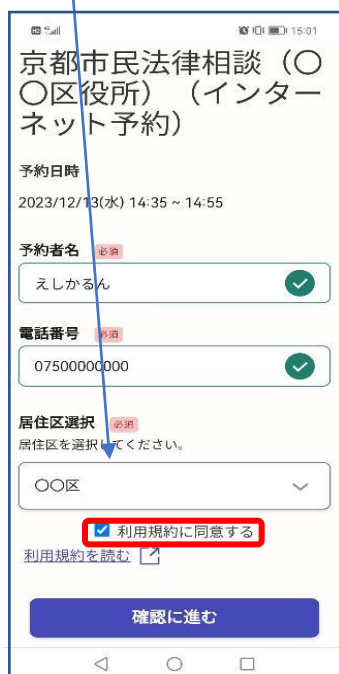 15:01
京都市民法律相談（〇
〇区役所）（インター
ネット予約）
予約日時
2023/12/13(水) 14:35 ~ 14:55
予約者名 必須
えしかるん
電話番号 必須
07500000000
居住区選択 必須
居住区を選択してください。
〇〇区
利用規約に同意する
利用規約を読む
確認に進む